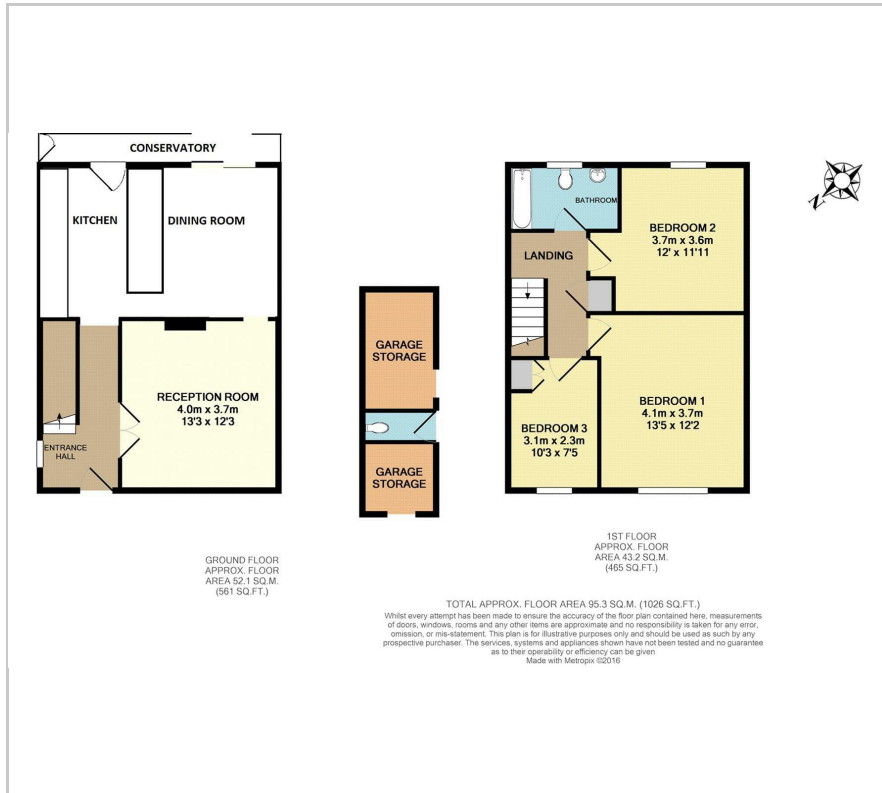 CONSERVATORY
KITCHEN
DINING ROOM
RECEPTION ROOM
4.0m x 3.7m
13'3 x 12'3
ENTRANCE
HALL
GROUND FLOOR
APPROX. FLOOR
AREA 52.1 SQ.M.
(561 SQ.FT.)
GARAGE
STORAGE
GARAGE
STORAGE
BATHROOM
LANDING
BEDROOM 2
3.7m x 3.6m
12' x 11'11
BEDROOM 1
4.1m x 3.7m
13'5 x 12'2
BEDROOM 3
3.1m x 2.3m
10'3 x 7'5
1ST FLOOR
APPROX. FLOOR
AREA 43.2 SQ.M.
(465 SQ.FT.)
N
TOTAL APPROX. FLOOR AREA 95.3 SQ.M. (1026 SQ.FT.)
Whilst every attempt has been made to ensure the accuracy of the floor plan contained here, measurements
of doors, windows, rooms and any other items are approximate and no responsibility is taken for any error,
omission, or mis-statement. This plan is for illustrative purposes only and should be used as such by any
prospective purchaser. The services, systems and appliances shown have not been tested and no guarantee
as to their operability or efficiency can be given
Made with Metropix ©2016